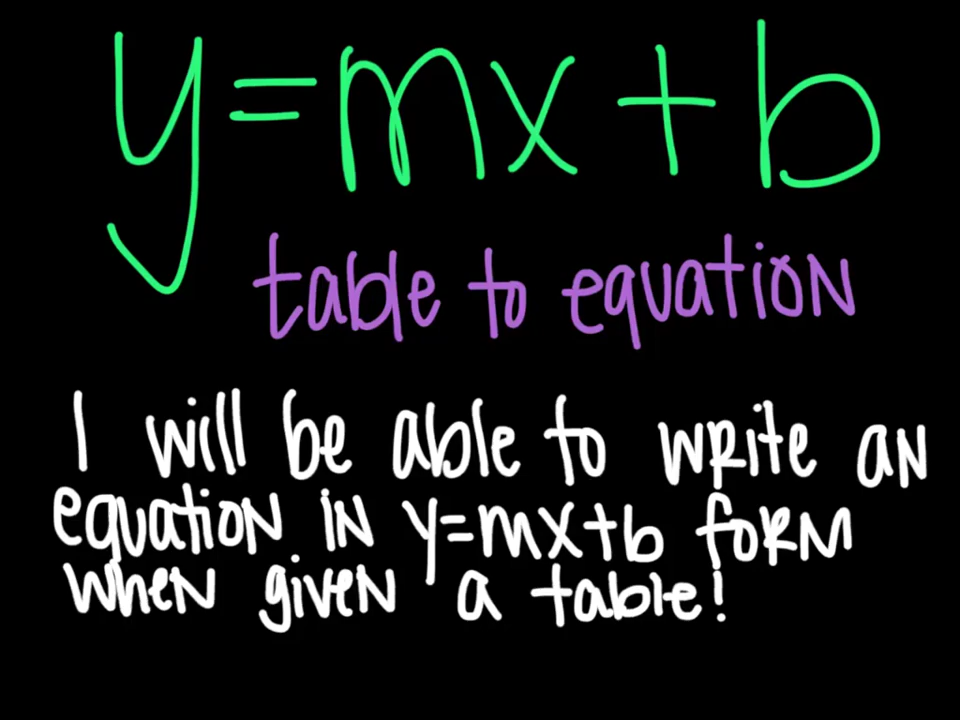 y=mx+b
table to equation
I will be able to write an
equation in y=mx+b form
when given a table!